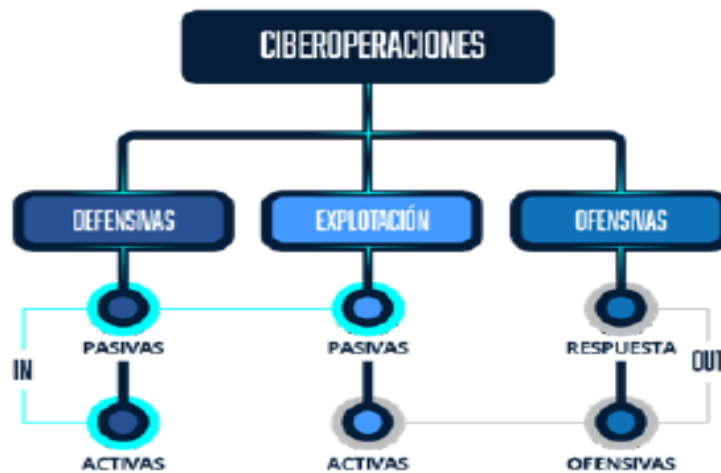 CIBEROPERACIONES
DEFENSIVAS EXPLOTACIÓN OFENSIVAS
PASIVAS PASIVAS RESPUESTA
IN OUT
ACTIVAS ACTIVAS OFENSIVAS